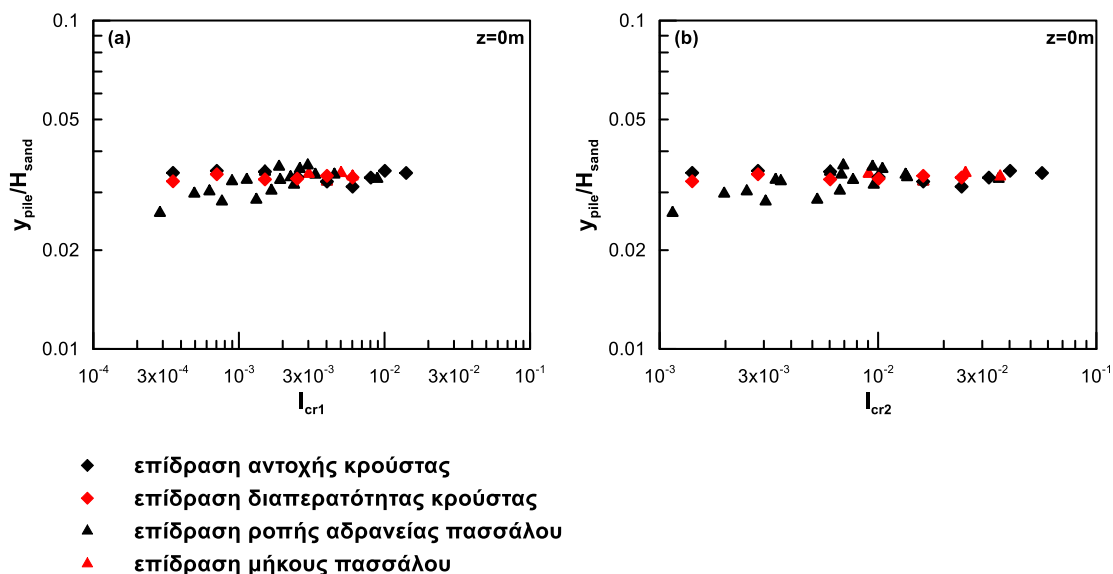 (a) z=0m
0.1
0.05
0.02
0.01
y_pile/H_sand
10^-4 3x10^-4 10^-3 3x10^-3 10^-2 3x10^-2 10^-1
I_cr1
(b) z=0m
0.1
0.05
0.02
0.01
y_pile/H_sand
10^-3 3x10^-3 10^-2 3x10^-2 10^-1
I_cr2
επίδραση αντοχής κρούστας
επίδραση διαπερατότητας κρούστας
επίδραση ροπής αδρανείας πασσάλου
επίδραση μήκους πασσάλου